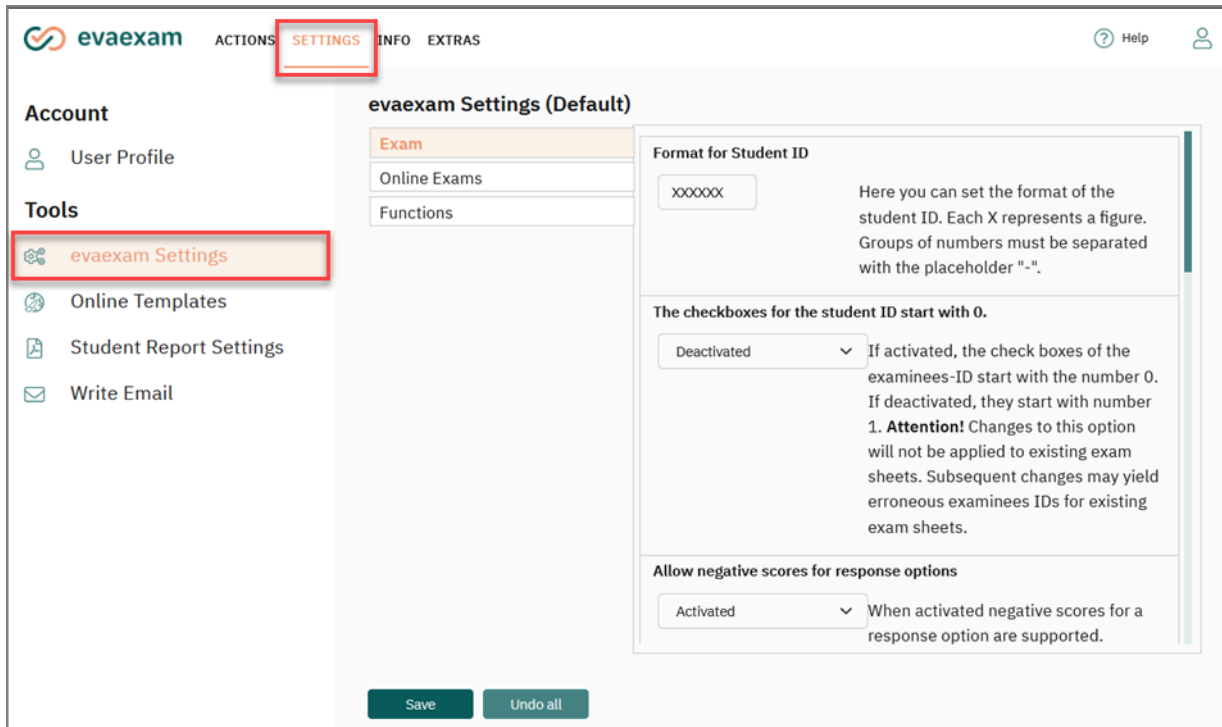 evaexam ACTIONS SETTINGS INFO EXTRAS Help
Account
User Profile
Tools
evaexam Settings
Online Templates
Student Report Settings
Write Email
evaexam Settings (Default)
Exam
Online Exams
Functions
Format for Student ID
XXXXXX
Here you can set the format of the
student ID. Each X represents a figure.
Groups of numbers must be separated
with the placeholder "-".
The checkboxes for the student ID start with 0.
Deactivated
If activated, the check boxes of the
examinees-ID start with the number 0.
If deactivated, they start with number
1. Attention! Changes to this option
will not be applied to existing exam
sheets. Subsequent changes may yield
erroneous examinees IDs for existing
exam sheets.
Allow negative scores for response options
Activated
When activated negative scores for a
response option are supported.
Save Undo all